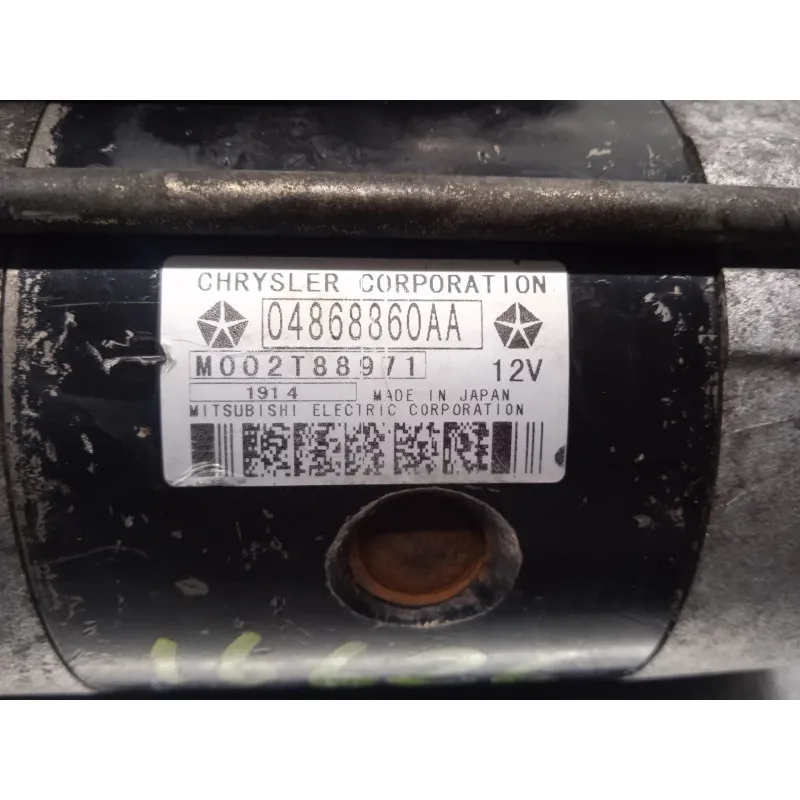 CHRYSLER CORPORATION
04868860AA
M002T88971 12V
1914 MADE IN JAPAN
MITSUBISHI ELECTRIC CORPORATION